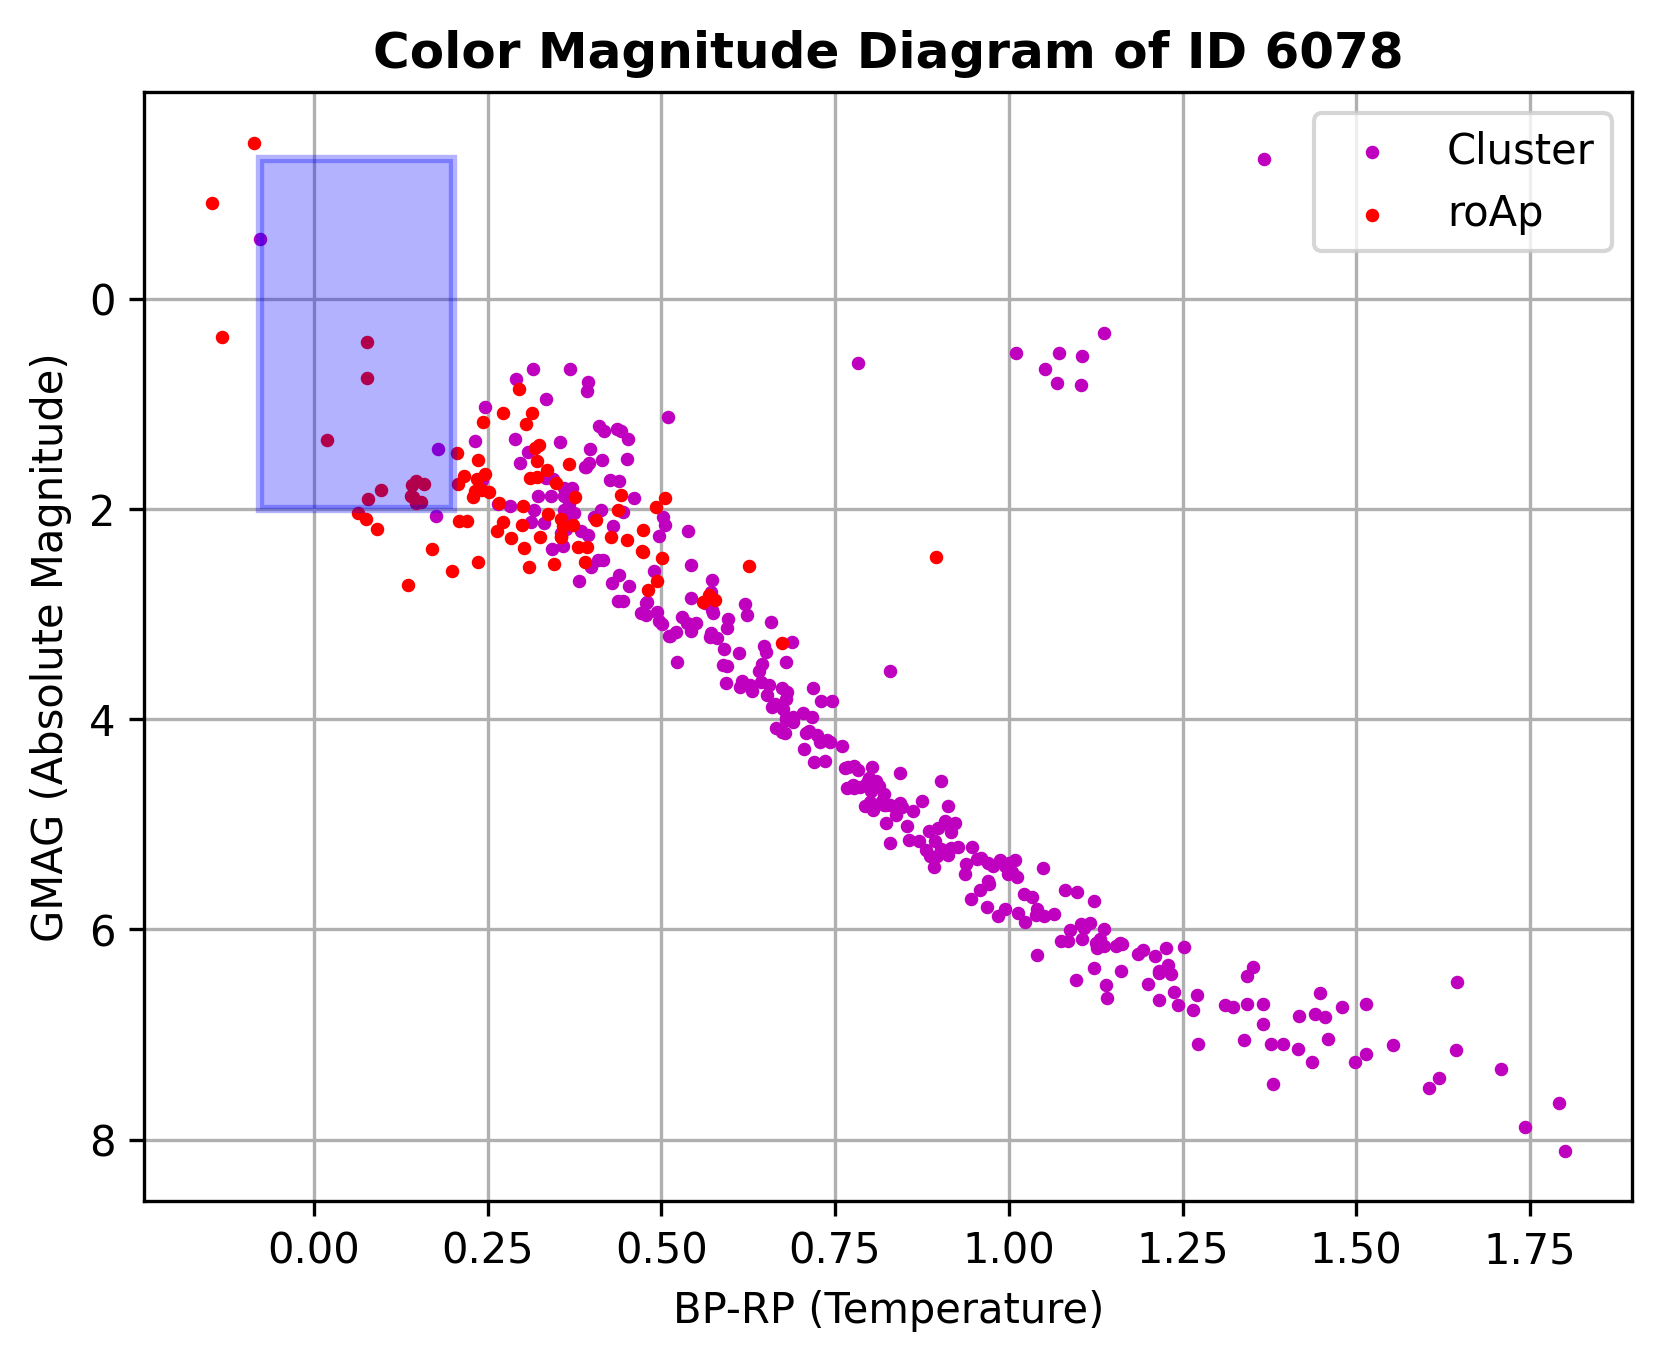 Color Magnitude Diagram of ID 6078
Cluster
roAp
GMAG (Absolute Magnitude)
0
2
4
6
8
0.00 0.25 0.50 0.75 1.00 1.25 1.50 1.75
BP-RP (Temperature)